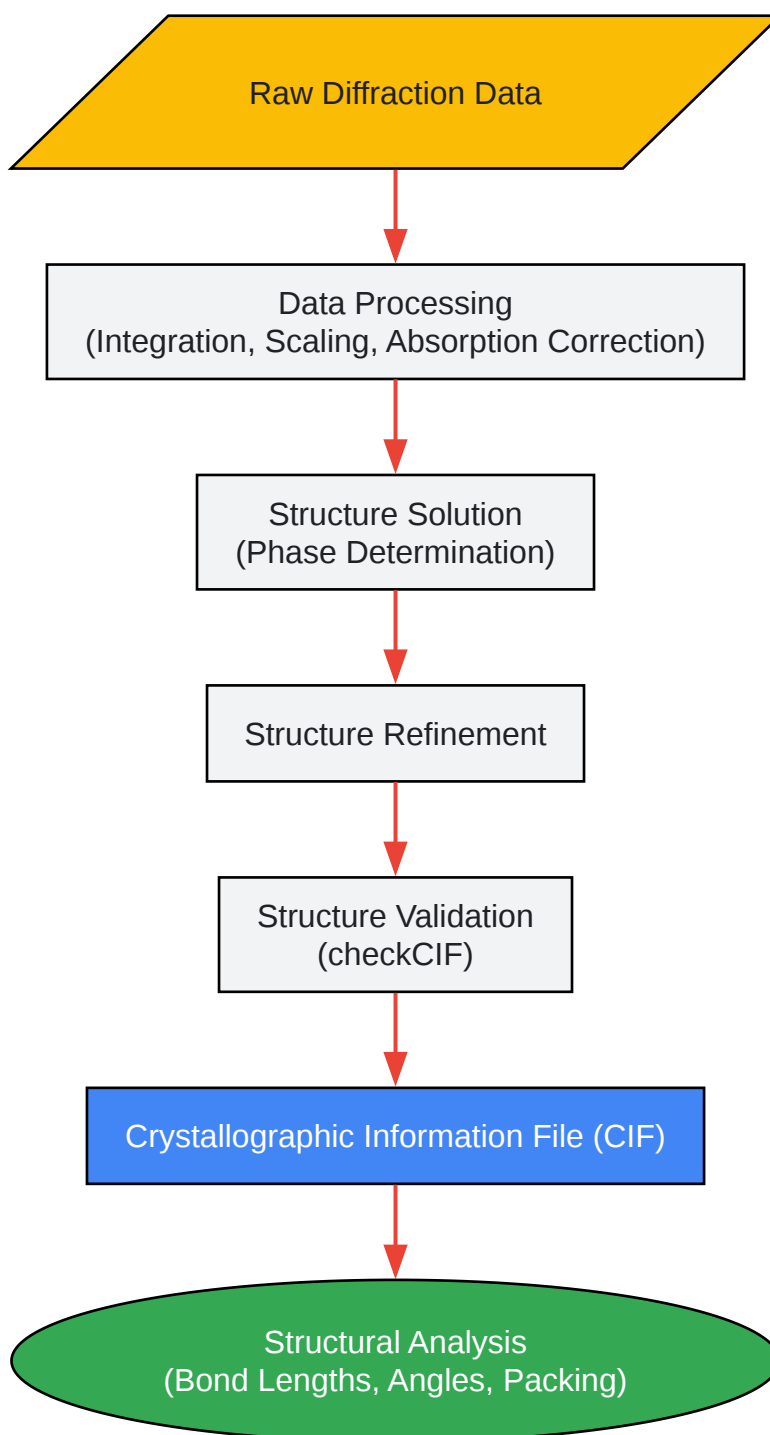 Raw Diffraction Data
Data Processing
(Integration, Scaling, Absorption Correction)
Structure Solution
(Phase Determination)
Structure Refinement
Structure Validation
(checkCIF)
Crystallographic Information File (CIF)
Structural Analysis
(Bond Lengths, Angles, Packing)